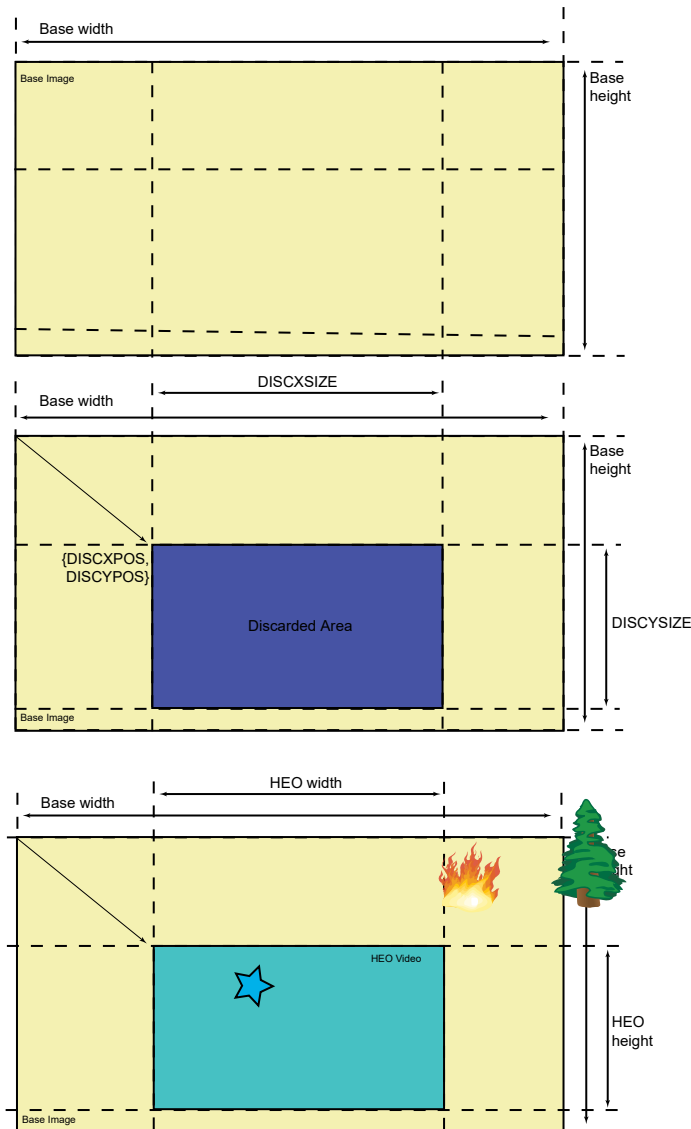 Base width
Base Image
Base
height
DISCXSIZE
Base width
Base
height
{DISCXPOS,
DISCYPOS}
Discarded Area
DISCYSIZE
Base Image
HEO width
Base width
HEO Video
HEO
height
Base Image